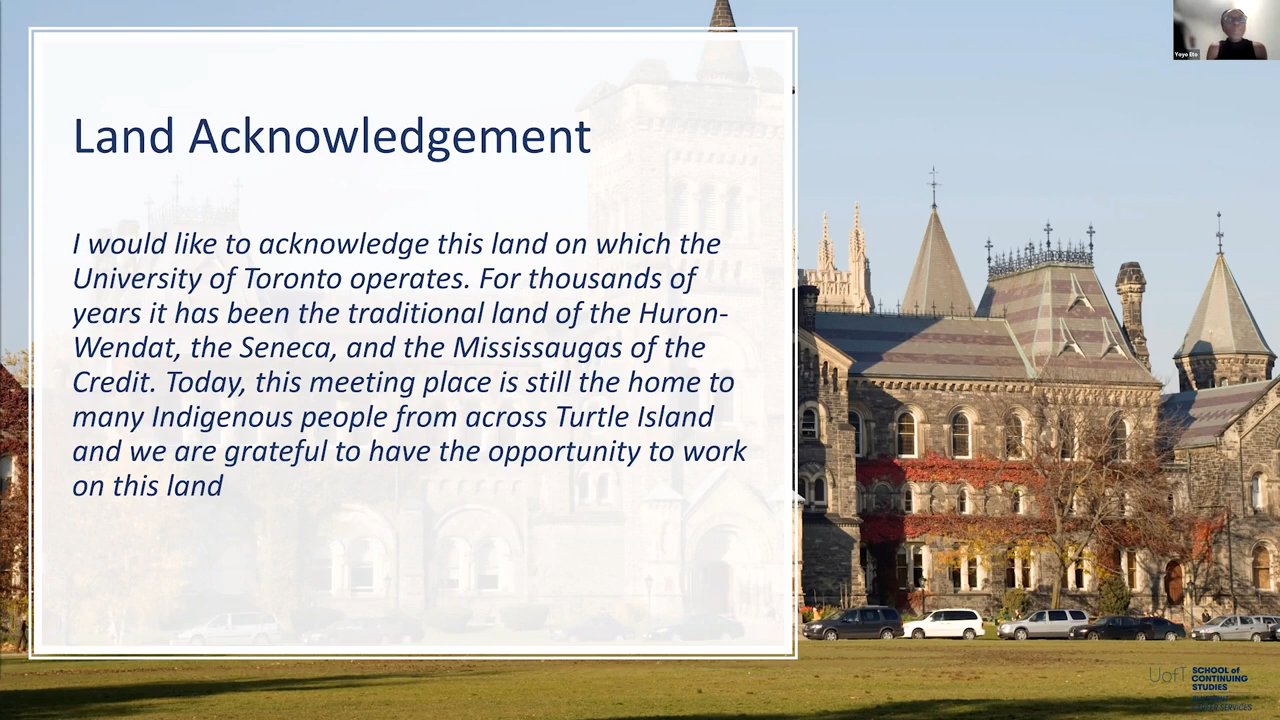 Land Acknowledgement
I would like to acknowledge this land on which the
University of Toronto operates. For thousands of
years it has been the traditional land of the Huron-
Wendat, the Seneca, and the Mississaugas of the
Credit. Today, this meeting place is still the home to
many Indigenous people from across Turtle Island
and we are grateful to have the opportunity to work
on this land
Yoyo Eto
UofT SCHOOL of
CONTINUING
STUDIES
SERVICES